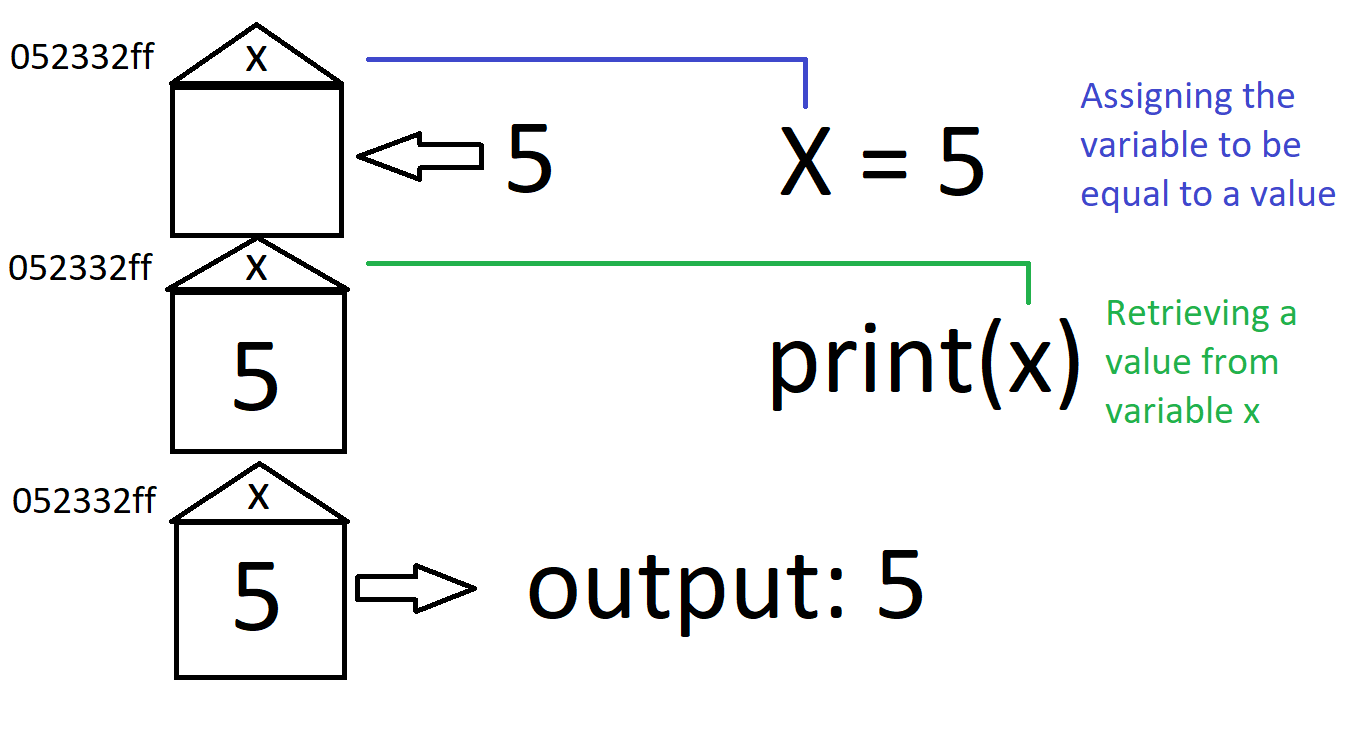 052332ff
x
5
X = 5
Assigning the
variable to be
equal to a value
052332ff
x
5
print(x)
Retrieving a
value from
variable x
052332ff
x
5
output: 5